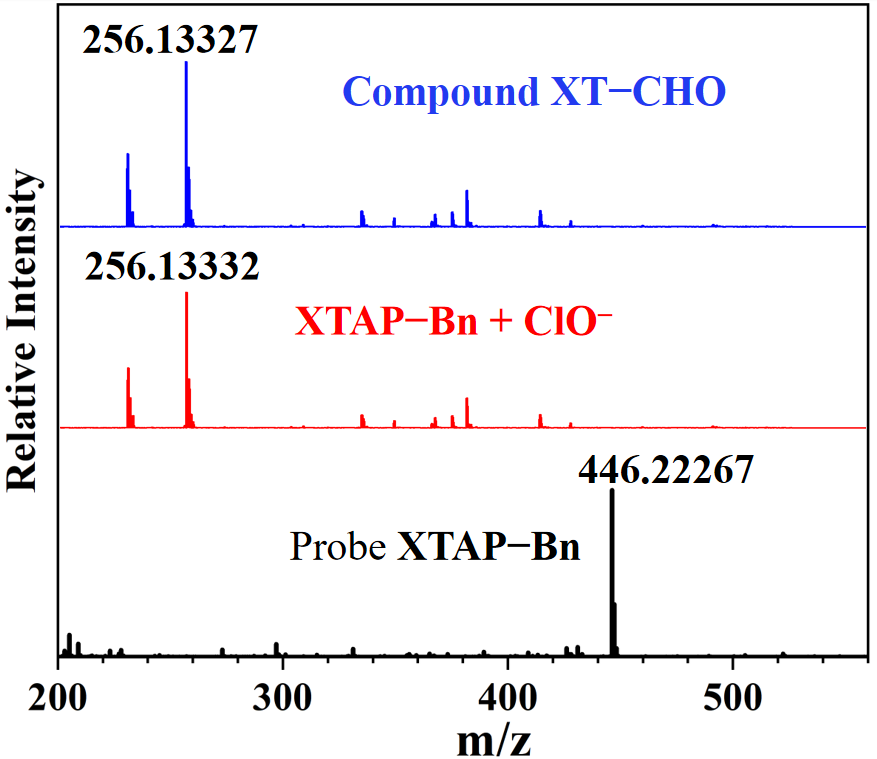 256.13327
Compound XT−CHO
256.13332
XTAP−Bn + ClO⁻
446.22267
Probe XTAP−Bn
Relative Intensity
200 300 400 500
m/z